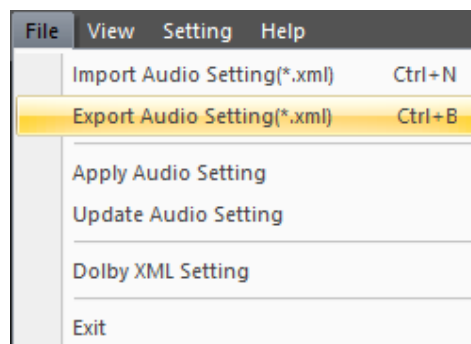 File View Setting Help
Import Audio Setting(*.xml) Ctrl+N
Export Audio Setting(*.xml) Ctrl+B
Apply Audio Setting
Update Audio Setting
Dolby XML Setting
Exit